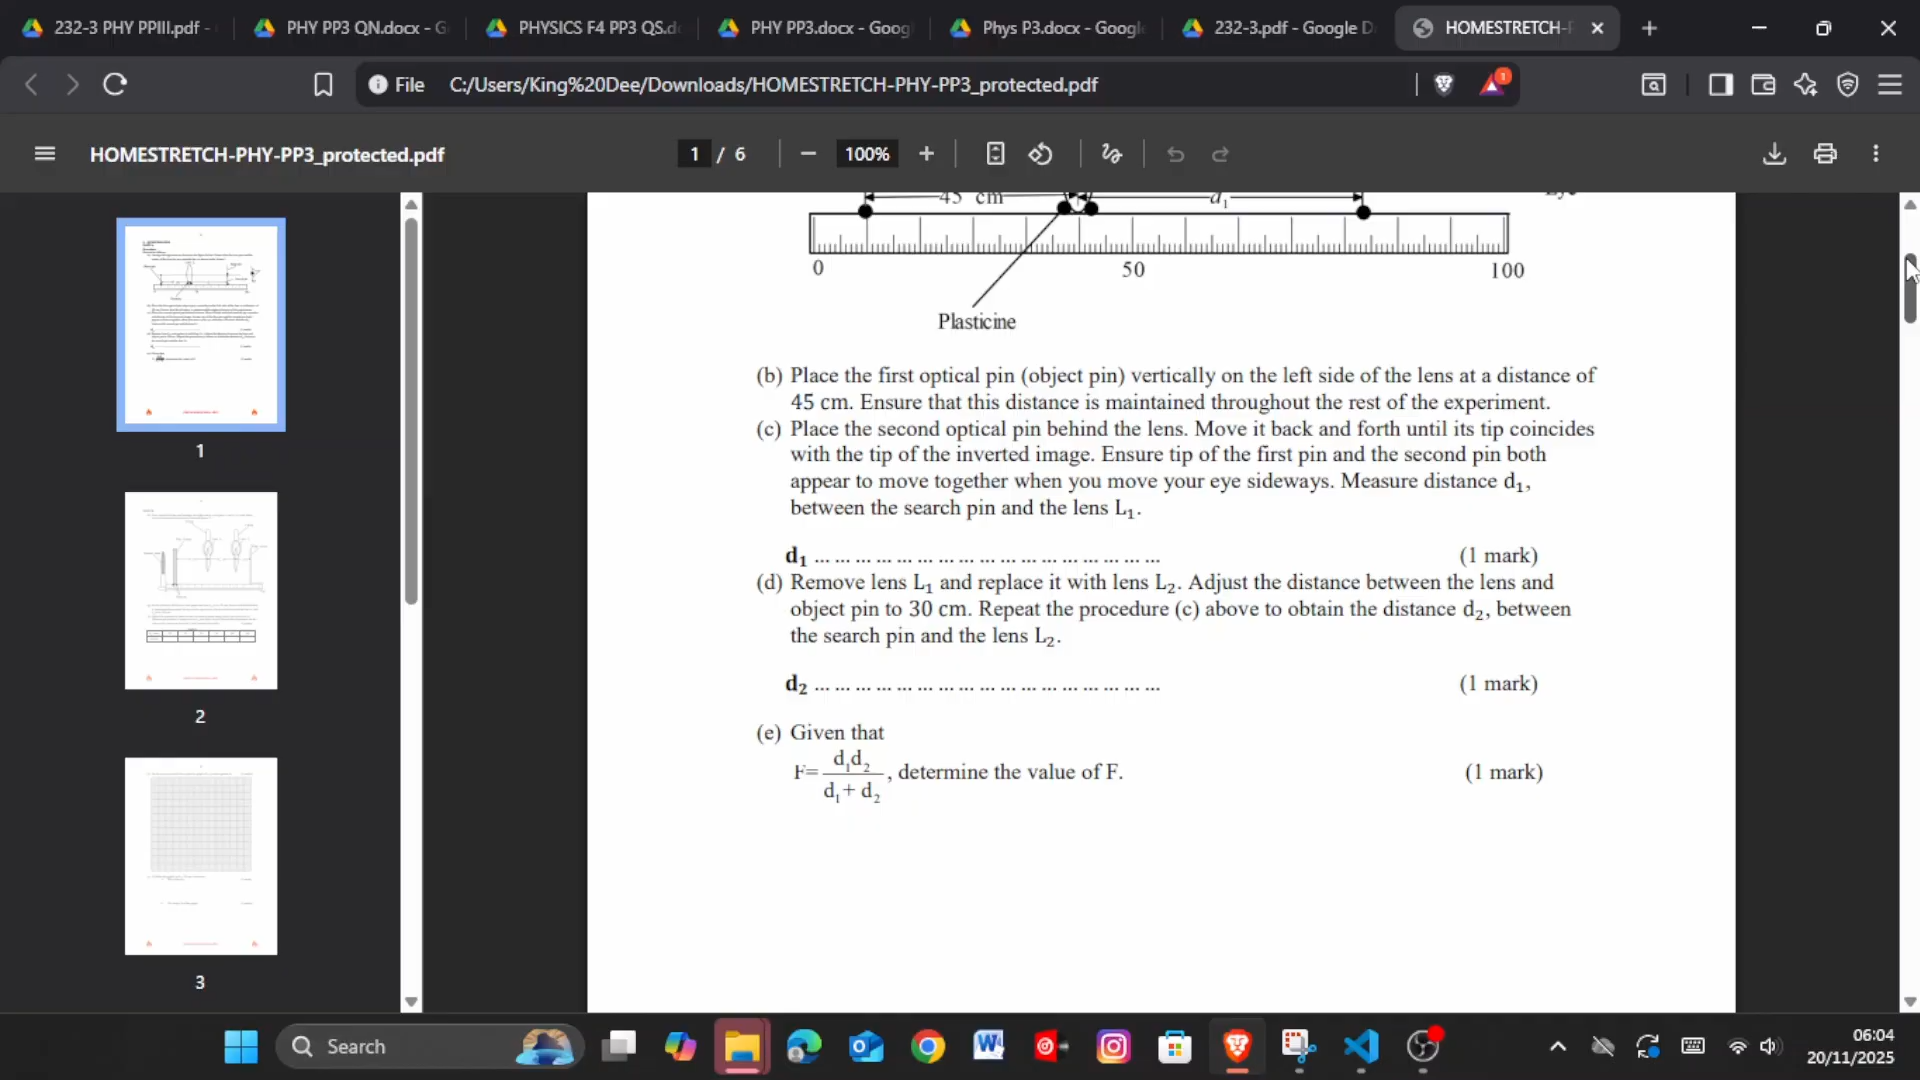 232-3 PHY PPIII.pdf -
PHY PP3 QN.docx - G
PHYSICS F4 PP3 QS.d
PHY PP3.docx - Goog
Phys P3.docx - Google
232-3.pdf - Google D
HOMESTRETCH-P
File C:/Users/King%20Dee/Downloads/HOMESTRETCH-PHY-PP3_protected.pdf
1
HOMESTRETCH-PHY-PP3_protected.pdf
1 / 6
100%
45 cm
d₁
0
50
100
Plasticine
(b) Place the first optical pin (object pin) vertically on the left side of the lens at a distance of
45 cm. Ensure that this distance is maintained throughout the rest of the experiment.
(c) Place the second optical pin behind the lens. Move it back and forth until its tip coincides
with the tip of the inverted image. Ensure tip of the first pin and the second pin both
appear to move together when you move your eye sideways. Measure distance d₁,
between the search pin and the lens L₁.
d₁ ... ... ... ... ... ... ... ... ... ... ... ... ... ... ... ... ... (1 mark)
(d) Remove lens L₁ and replace it with lens L₂. Adjust the distance between the lens and
object pin to 30 cm. Repeat the procedure (c) above to obtain the distance d₂, between
the search pin and the lens L₂.
d₂ ... ... ... ... ... ... ... ... ... ... ... ... ... ... ... ... ... (1 mark)
(e) Given that
F= d₁d₂ / d₁+ d₂ , determine the value of F. (1 mark)
1
2
3
Search
06:04
20/11/2025